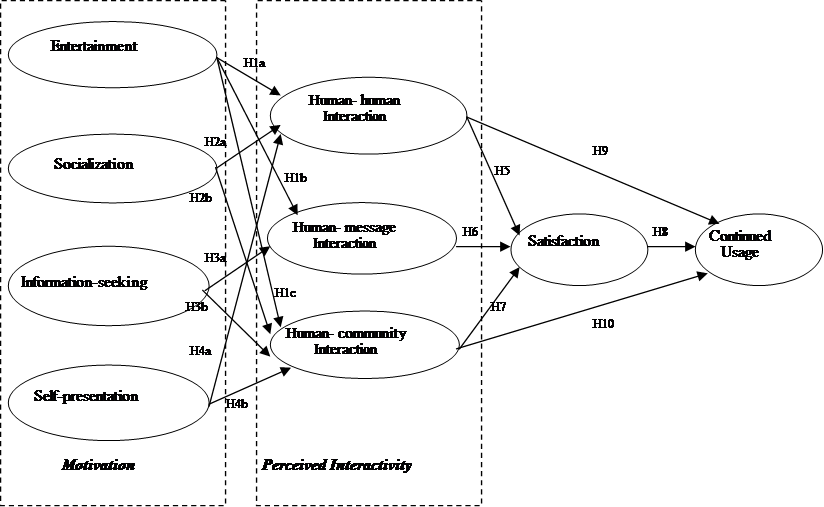 Entertainment
H1a
Human- human
Interaction
Socialization
H2a
H2b
H1b
H5
H9
Human- message
Interaction
H6
Satisfaction
H8
Continued
Usage
Information-seeking
H3a
H3b
H1c
H7
H10
Human- community
Interaction
H4a
Self-presentation
H4b
Motivation
Perceived Interactivity